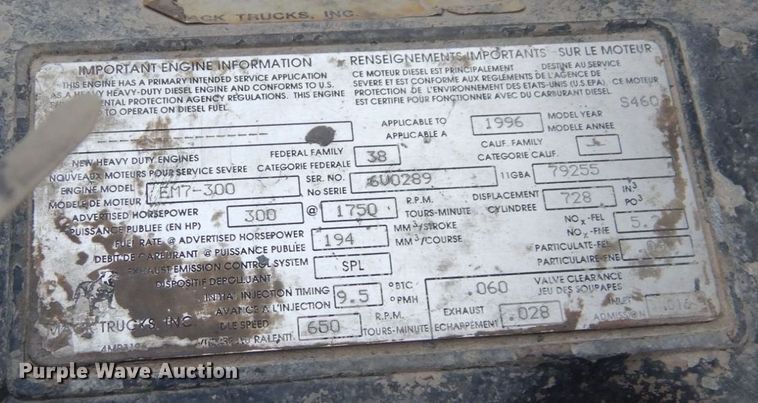 MACK TRUCKS, INC.
IMPORTANT ENGINE INFORMATION
THIS ENGINE HAS A PRIMARY INTENDED SERVICE APPLICATION
AS A HEAVY HEAVY-DUTY DIESEL ENGINE AND CONFORMS TO U.S.
PROTECTION AGENCY REGULATIONS. THIS ENGINE
TO OPERATE ON DIESEL FUEL.
RENSEIGNEMENTS IMPORTANTS SUR LE MOTEUR
CE MOTEUR DIESEL EST PRINCIPALEMENT DESTINE AU SERVICE
SEVERE ET EST CONFORME AUX REGLEMENTS DE L'AGENCE DE
PROTECTION DE L'ENVIRONNEMENT DES ETATS-UNIS (U.S.EPA). CE MOTEUR
EST CERTIFIE POUR FONCTIONNER AVEC DU CARBURANT DIESEL.
S460
APPLICABLE TO 1996 MODEL YEAR
APPLICABLE A MODELE ANNEE
NEW HEAVY DUTY ENGINES FEDERAL FAMILY 38 CALIF. FAMILY
NOUVEAUX MOTEURS POUR SERVICE SEVERE CATEGORIE FEDERALE CATEGORIE CALIF.
ENGINE MODEL EM7-300 SER. NO. 6U0289 11GBA 79255
MODELE DE MOTEUR NO SERIE
ADVERTISED HORSEPOWER 300 @ 1750 R.P.M. DISPLACEMENT 728 IN³
PUISSANCE PUBLIEE (EN HP) TOURS-MINUTE CYLINDREE PO³
FUEL RATE @ ADVERTISED HORSEPOWER 194 MM³/STROKE NOx-FEL 5.
DEBIT DE CARBURANT @ PUISSANCE PUBLIEE MM³/COURSE NOx-FNE
EXHAUST EMISSION CONTROL SYSTEM SPL PARTICULATE-FEL
DISPOSITIF DEPOLLUANT PARTICULAIRE-FNE
INITIAL INJECTION TIMING 9.5 °BTC .060 VALVE CLEARANCE
AVANCE A L'INJECTION °PMH JEU DES SOUPAPES
MACK TRUCKS, INC.
IDLE SPEED 650 R.P.M. EXHAUST .028 INLET .016
RALENTI TOURS-MINUTE ECHAPPEMENT ADMISSION
Purple Wave Auction